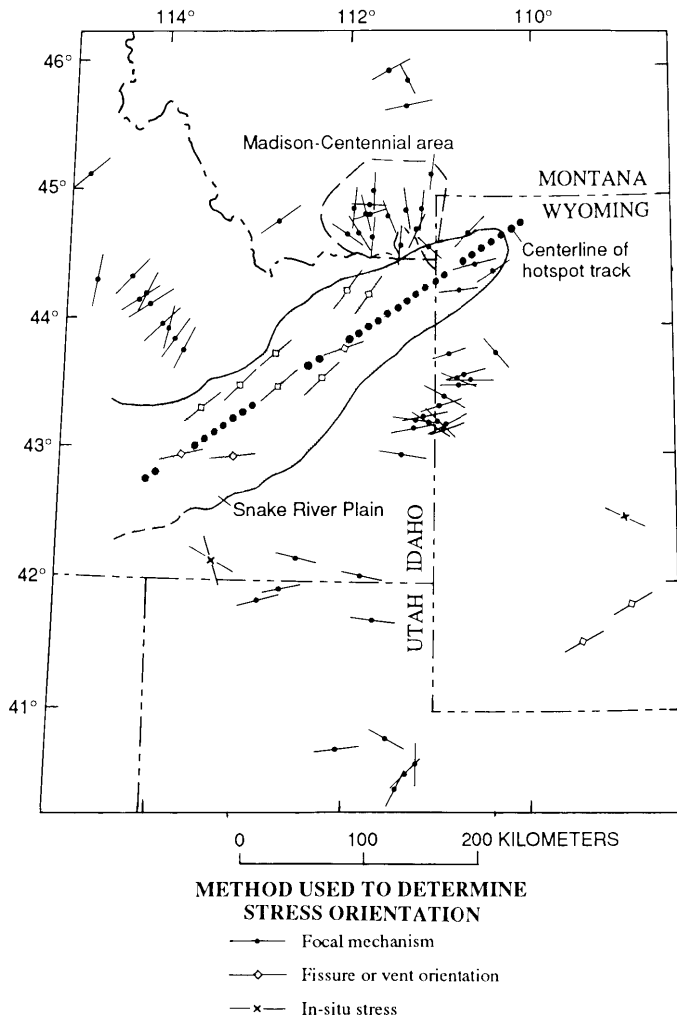 114°
112°
110°
46°
Madison-Centennial area
45°
MONTANA
WYOMING
Centerline of
hotspot track
44°
43°
Snake River Plain
42°
UTAH
IDAHO
41°
0
100
200 KILOMETERS
METHOD USED TO DETERMINE
STRESS ORIENTATION
Focal mechanism
Fissure or vent orientation
In-situ stress